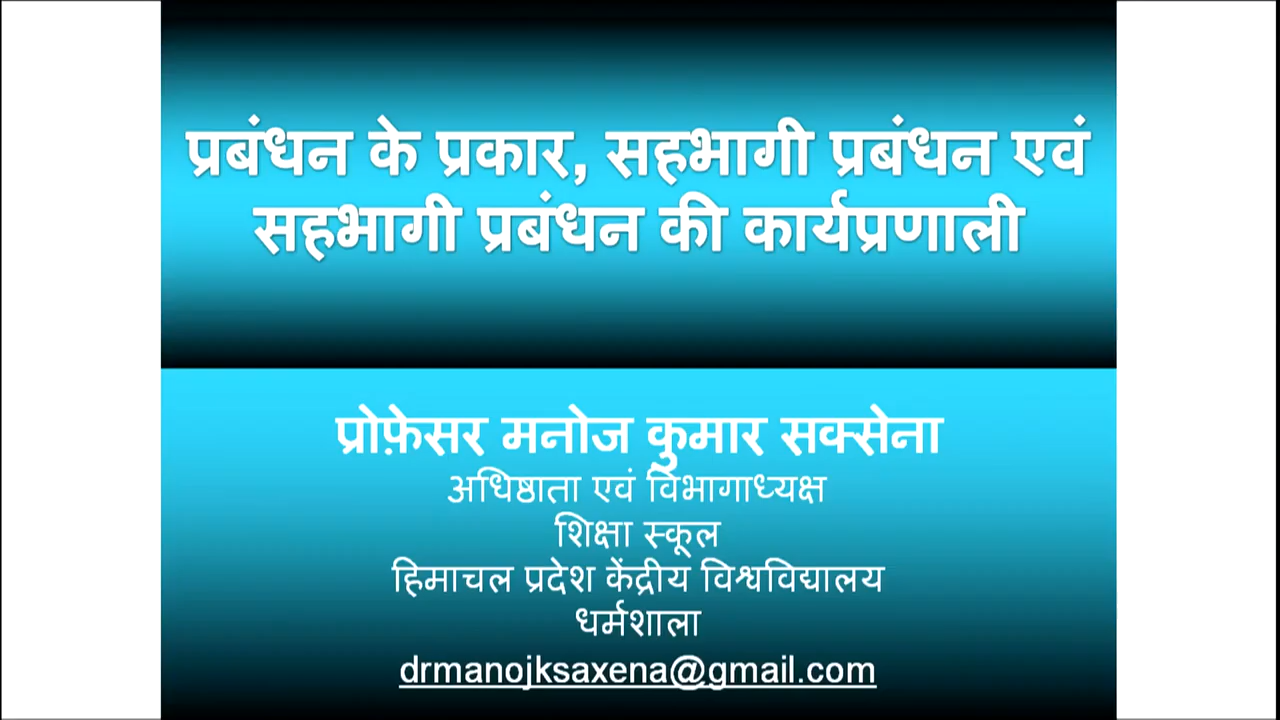 प्रबंधन के प्रकार, सहभागी प्रबंधन एवं
सहभागी प्रबंधन की कार्यप्रणाली
प्रोफ़ेसर मनोज कुमार सक्सेना
अधिष्ठाता एवं विभागाध्यक्ष
शिक्षा स्कूल
हिमाचल प्रदेश केंद्रीय विश्वविद्यालय
धर्मशाला
drmanojksaxena@gmail.com